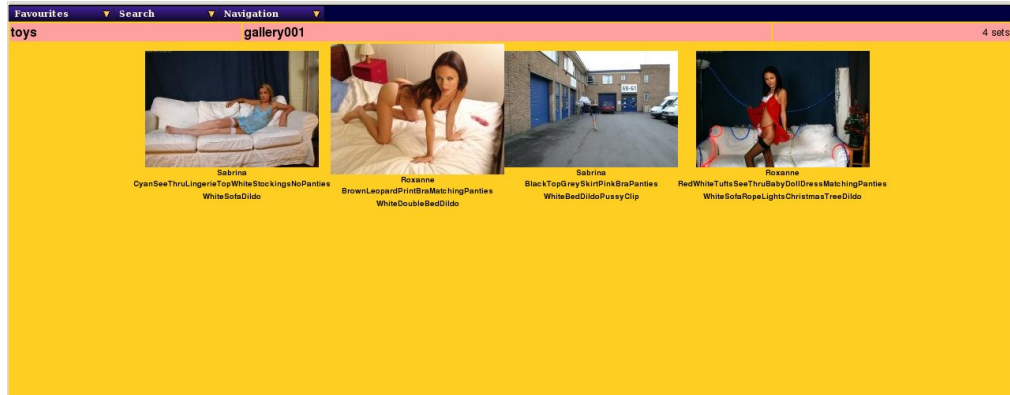 Favourites Search Navigation
toys gallery001 4 sets
Sabrina
CyanSeeThruLingerieTopWhiteStockingsNoPanties
WhiteSofaDildo
Roxanne
BrownLeopardPrintBraMatchingPanties
WhiteDoubleBedDildo
Sabrina
BlackTopGreySkirtPinkBraPanties
WhiteBedDildoPussyClip
Roxanne
RedWhiteTuftsSeeThruBabyDollDressMatchingPanties
WhiteSofaRopeLightsChristmasTreeDildo